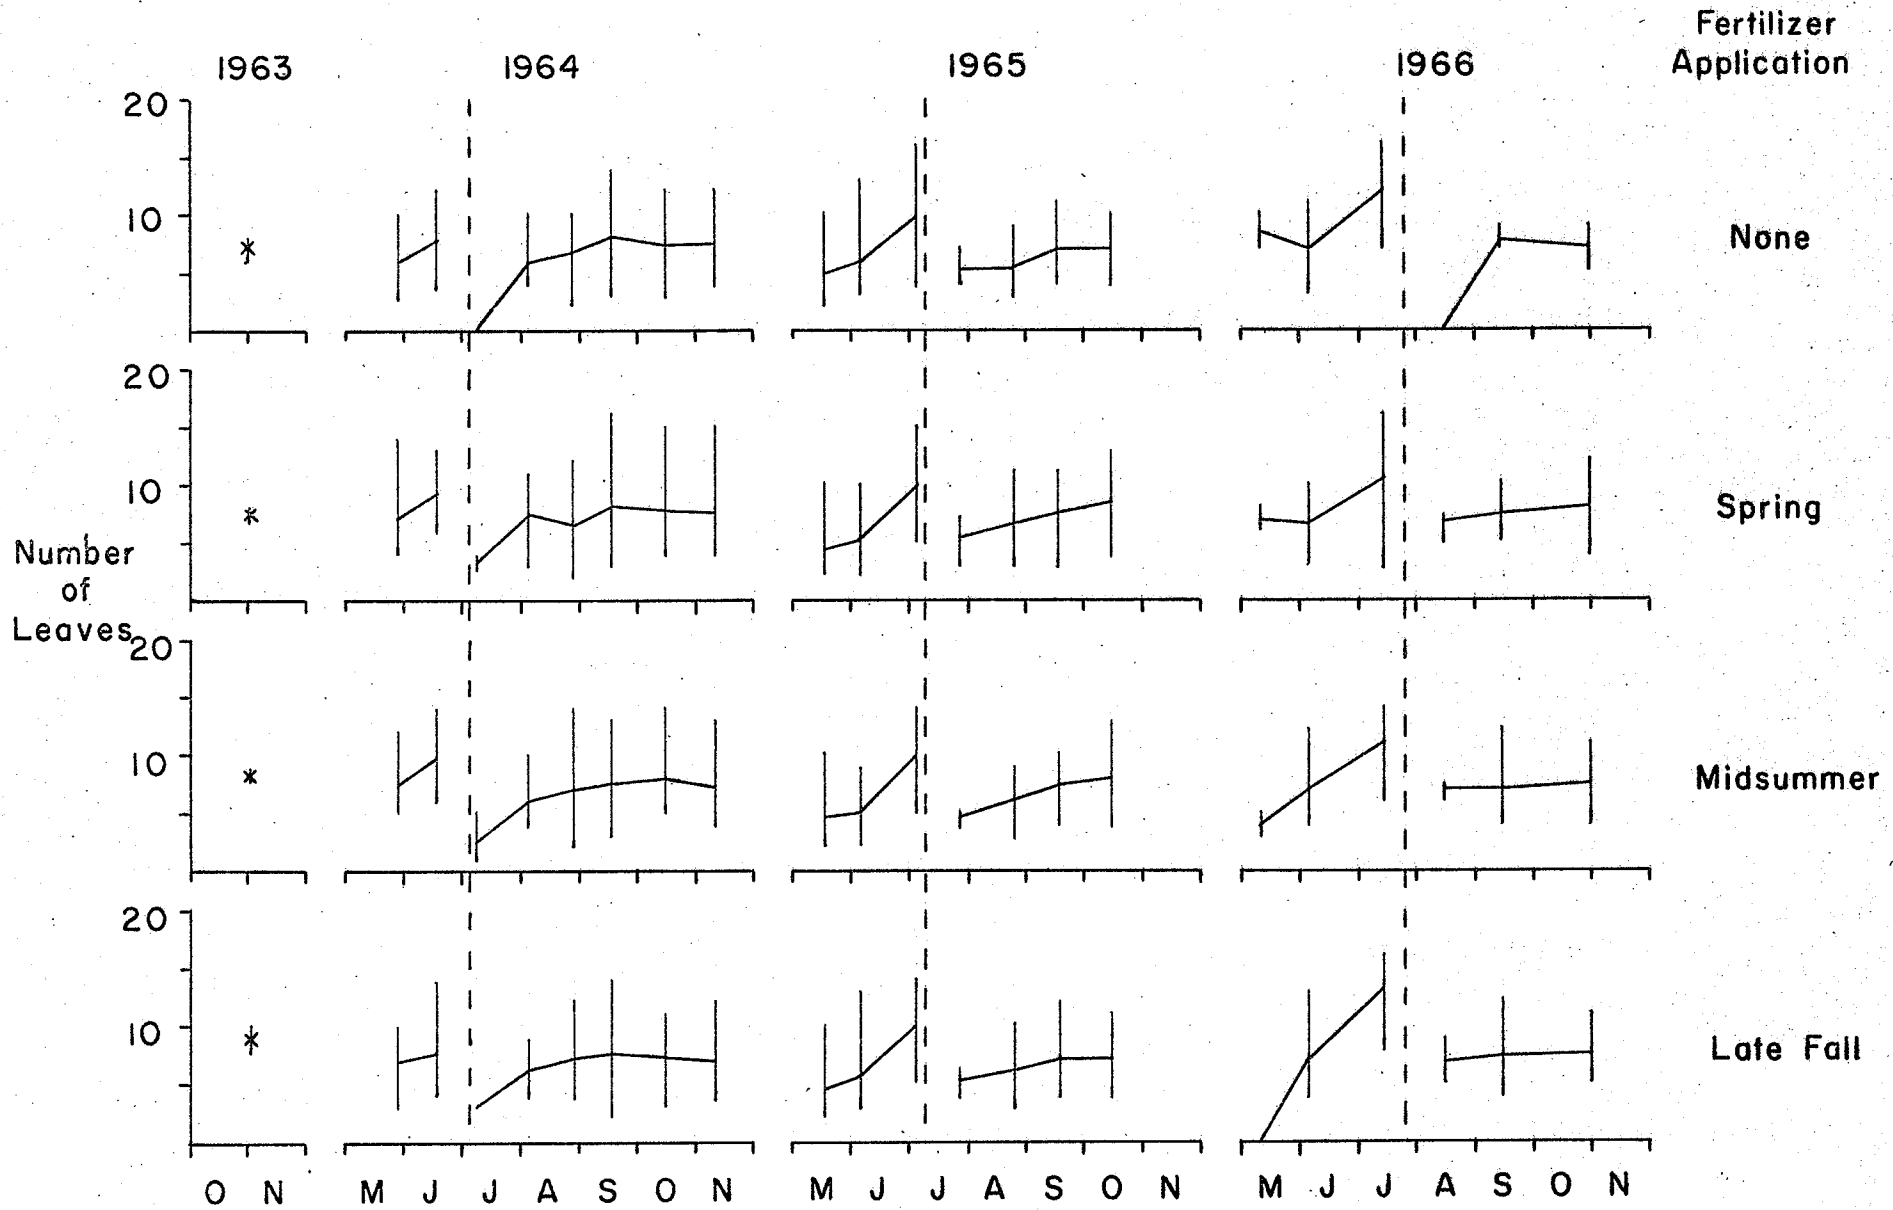 Fertilizer
Application
1963
1964
1965
1966
20
10
None
20
10
Spring
Number
of
Leaves
20
10
Midsummer
20
10
Late Fall
O N
M J J A S O N
M J J A S O N
M J J A S O N